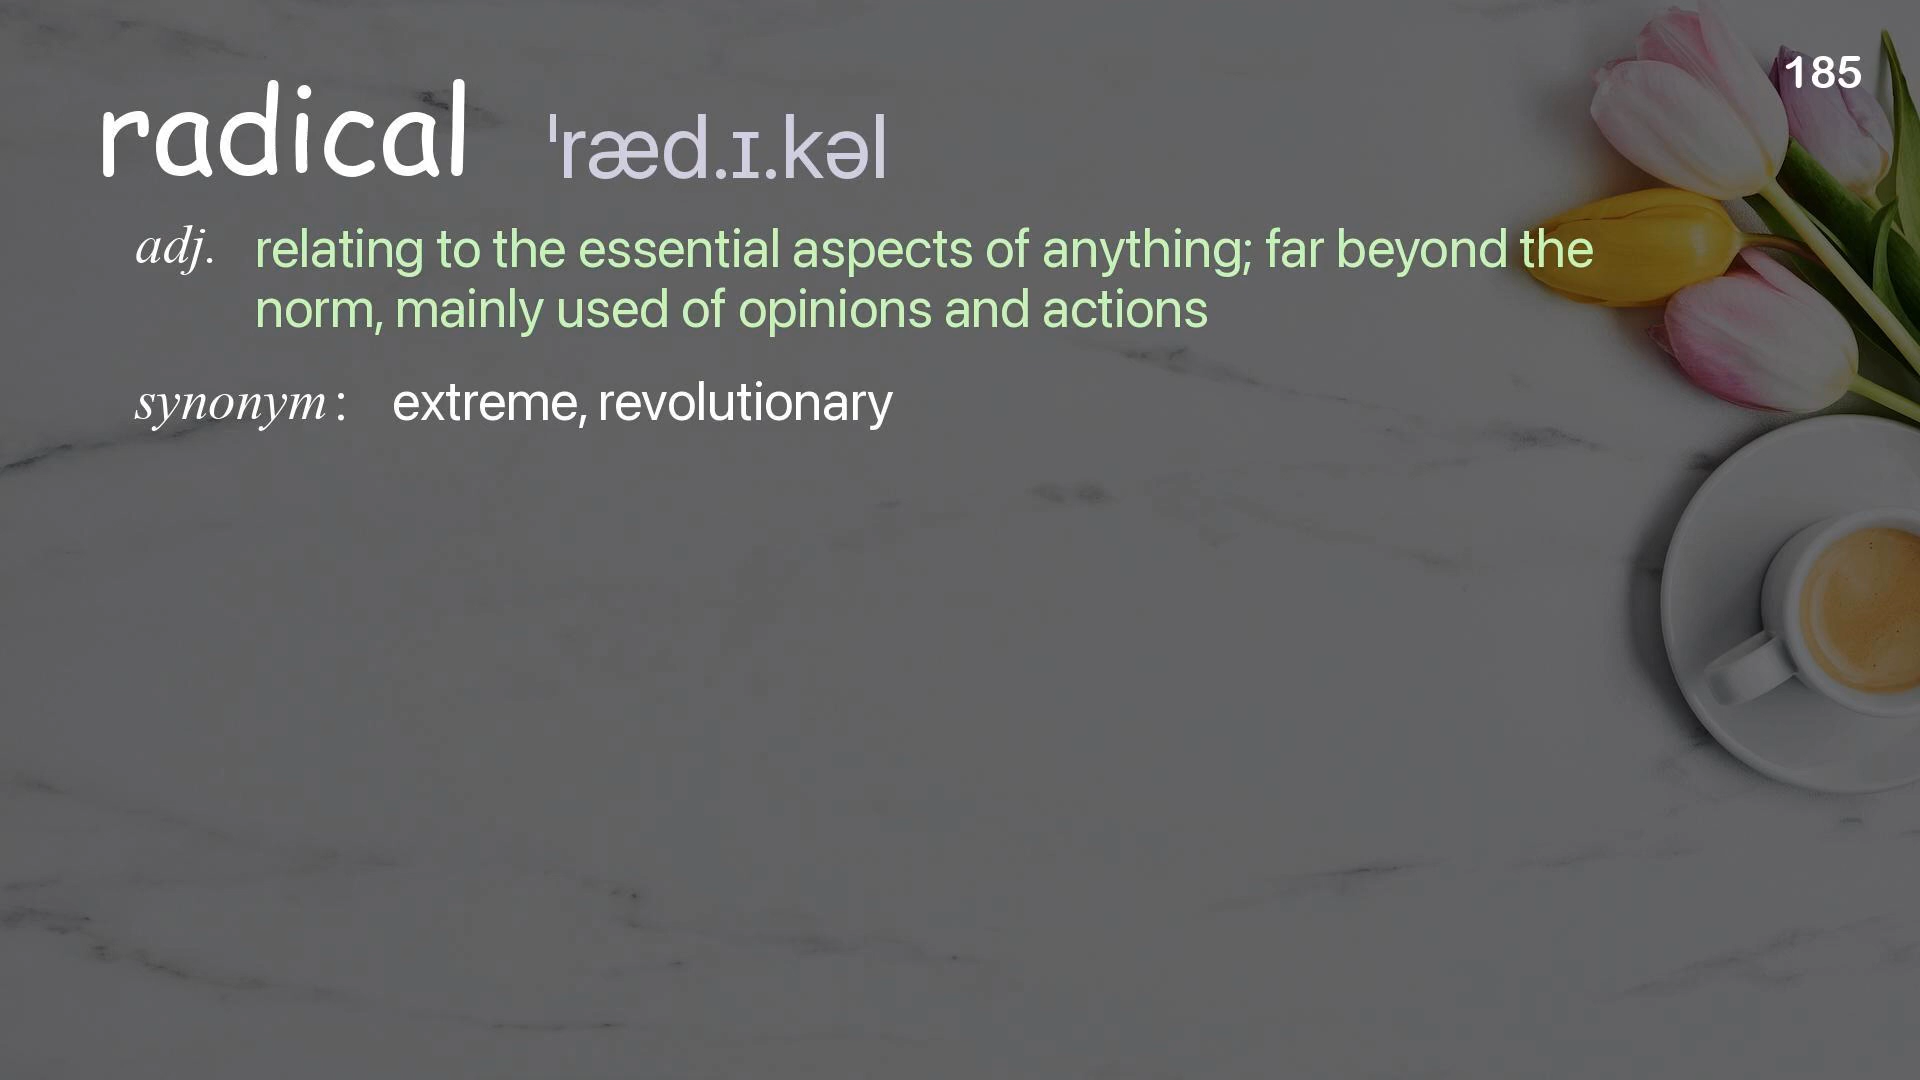 185
radical ˈræd.ɪ.kəl
adj. relating to the essential aspects of anything; far beyond the
norm, mainly used of opinions and actions
synonym : extreme, revolutionary